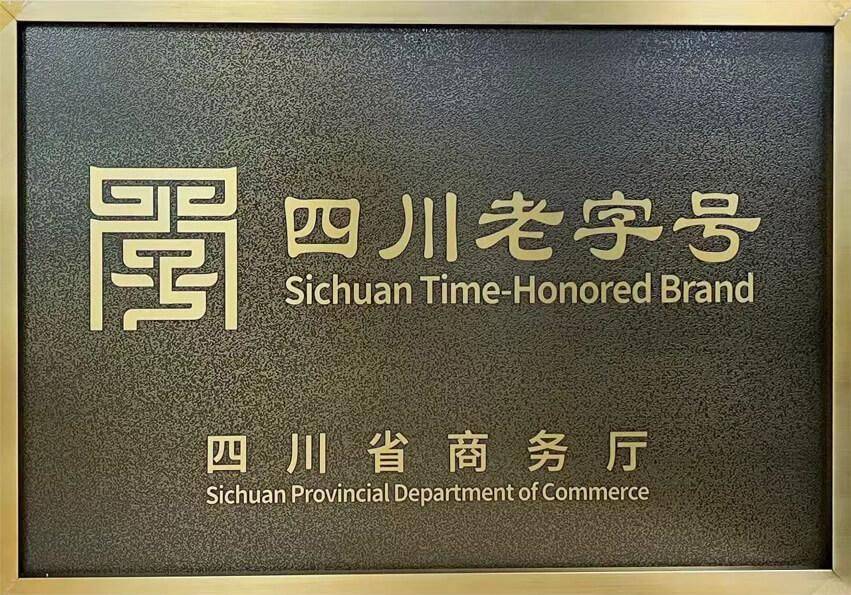 四川老字号
Sichuan Time-Honored Brand
四川省商务厅
Sichuan Provincial Department of Commerce